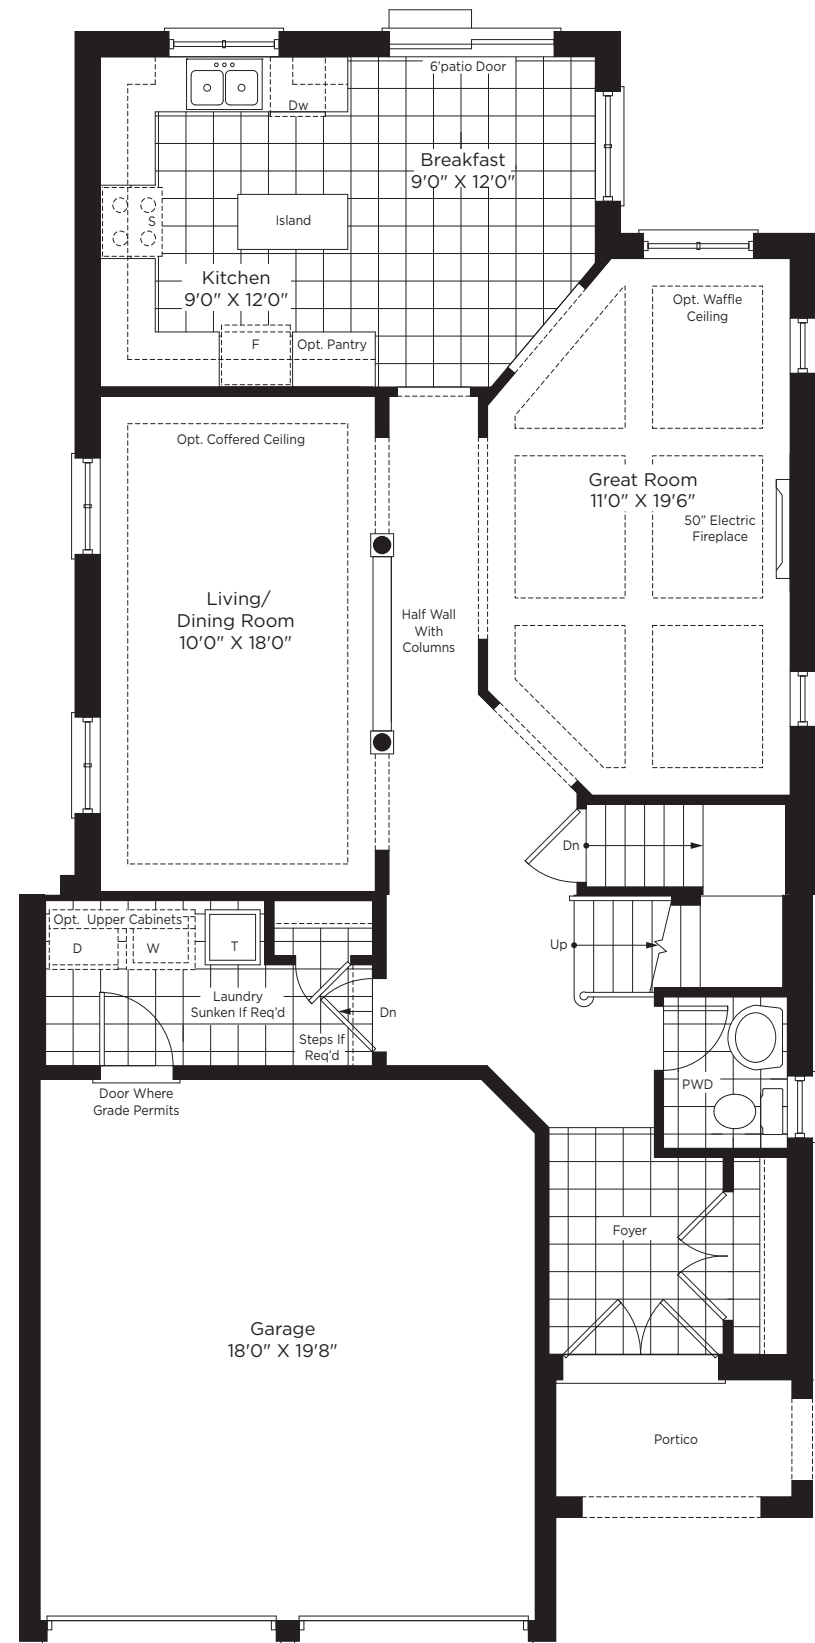 6'patio Door
Dw
Breakfast
9'0" X 12'0"
S
Island
Kitchen
9'0" X 12'0"
F
Opt. Pantry
Opt. Waffle
Ceiling
Opt. Coffered Ceiling
Great Room
11'0" X 19'6"
50” Electric
Fireplace
Living/
Dining Room
10'0" X 18'0"
Half Wall
With
Columns
Dn
Opt. Upper Cabinets
D
W
T
Up
Laundry
Sunken If Req’d
Dn
Steps If
Req’d
PWD
Door Where
Grade Permits
Foyer
Garage
18'0" X 19'8"
Portico